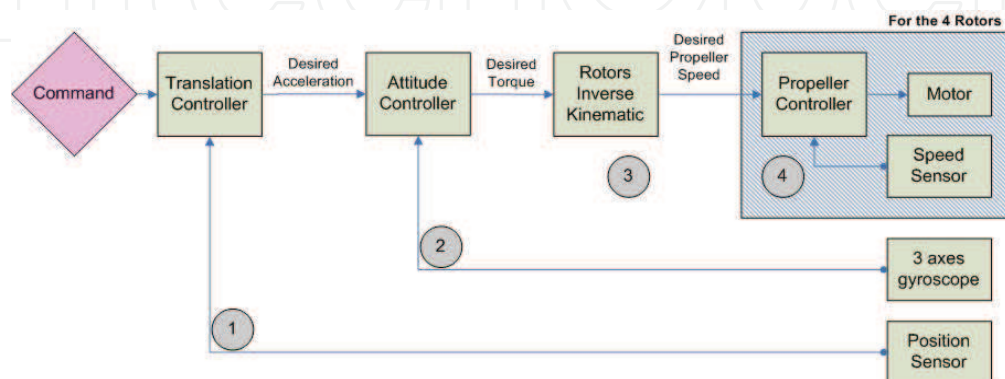 For the 4 Rotors
Command
Translation
Controller
Desired
Acceleration
Attitude
Controller
Desired
Torque
Rotors
Inverse
Kinematic
Desired
Propeller
Speed
Propeller
Controller
Motor
Speed
Sensor
3
4
2
3 axes
gyroscope
1
Position
Sensor